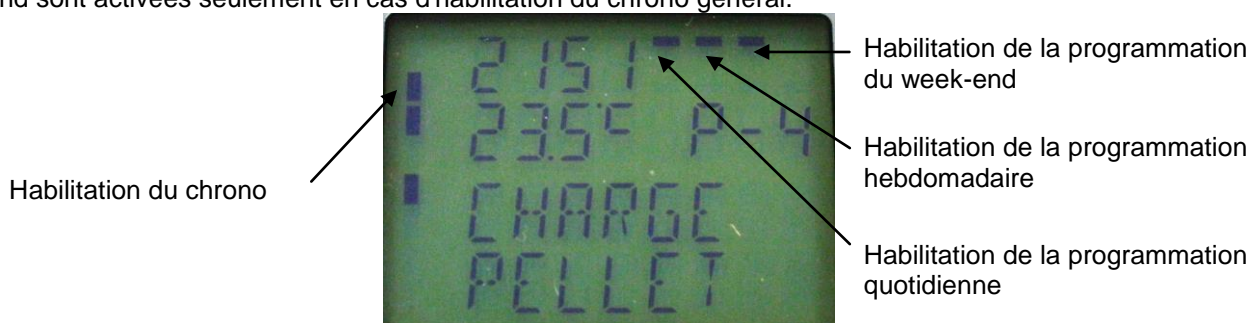 nd sont activées seulement en cas d'habilitation du chrono général.
Habilitation du chrono
2151
23.5°C P-4
CHARGE
PELLET
Habilitation de la programmation
du week-end
Habilitation de la programmation
hebdomadaire
Habilitation de la programmation
quotidienne